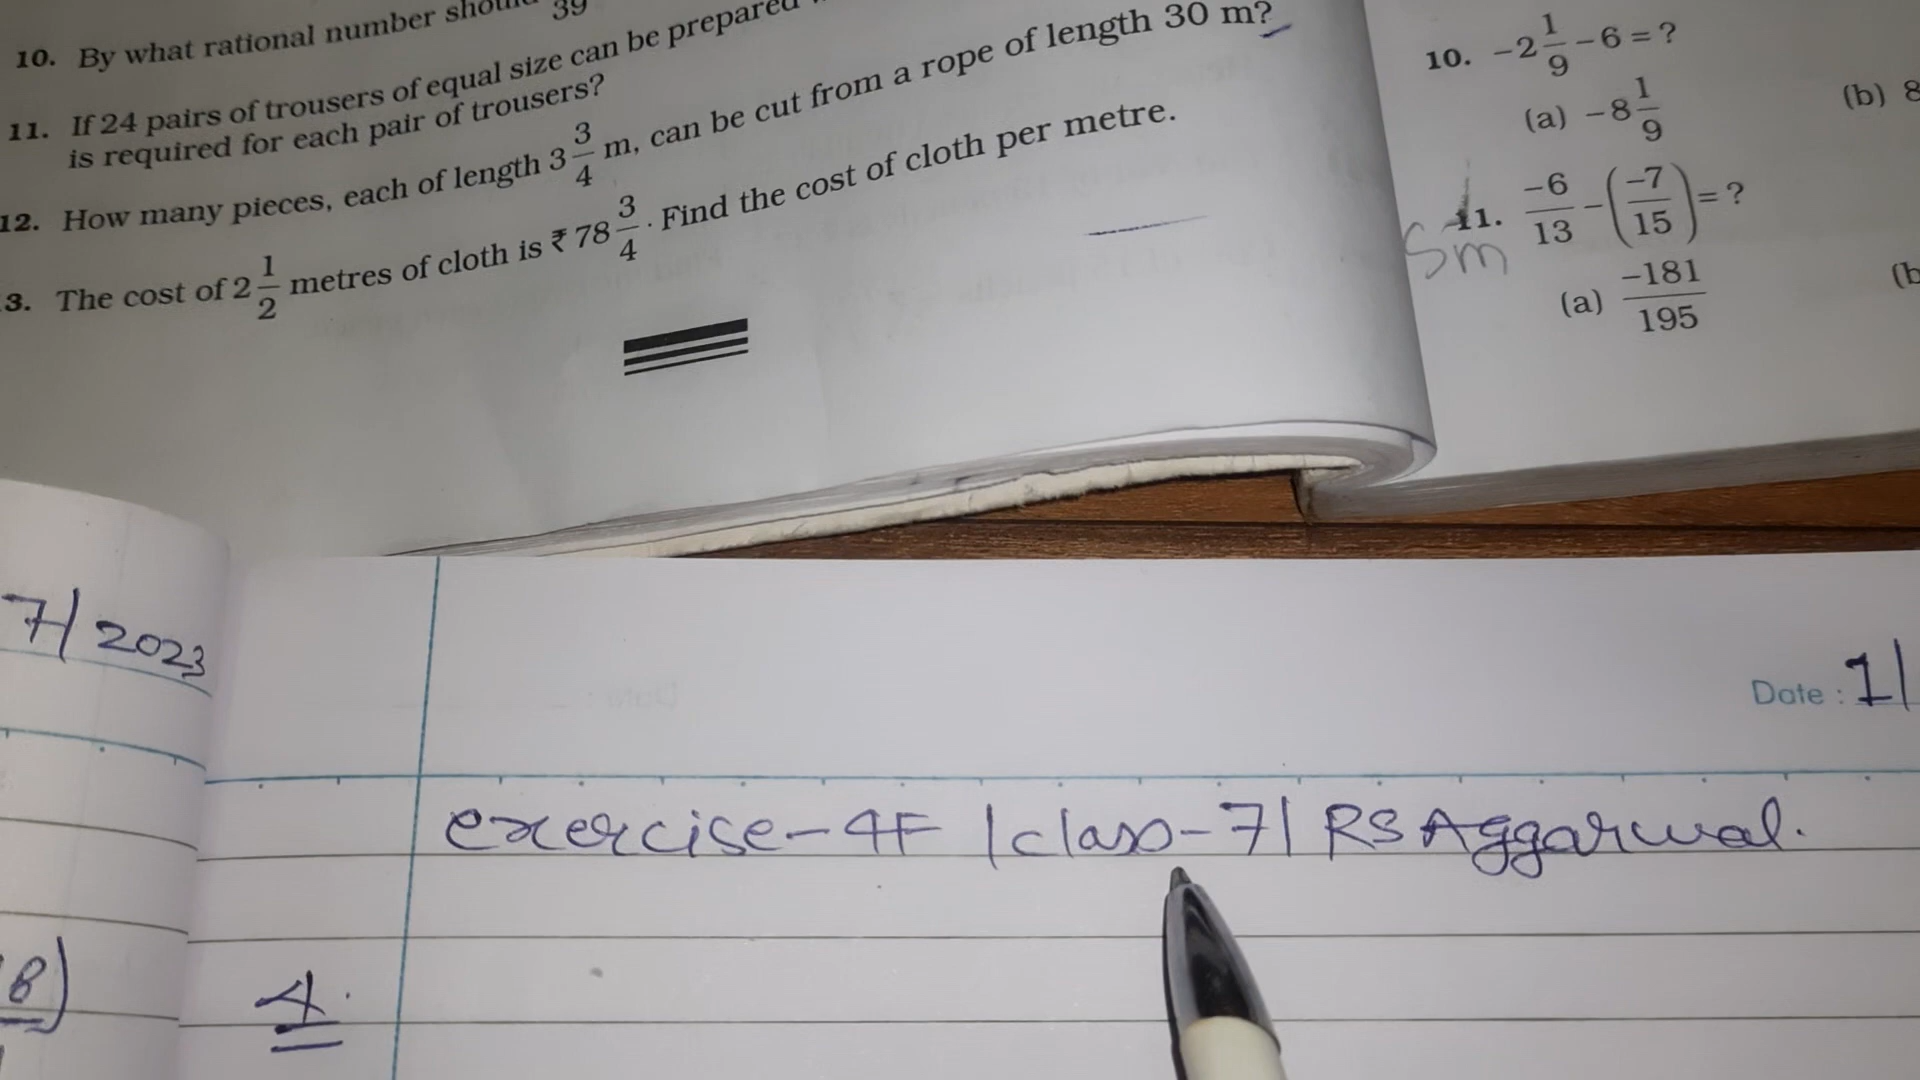 10. By what rational number should 39
11. If 24 pairs of trousers of equal size can be prepared
is required for each pair of trousers?
12. How many pieces, each of length 3 3/4 m, can be cut from a rope of length 30 m?
3. The cost of 2 1/2 metres of cloth is ₹ 78 3/4. Find the cost of cloth per metre.
10. -2 1/9 - 6 = ?
(a) -8 1/9 (b) 8
11. -6/13 - (-7/15) = ?
Sm
(a) -181/195 (b
7/2023
Date : 1/
exercise-4F |class-7| RS Aggarwal.
8)
4.